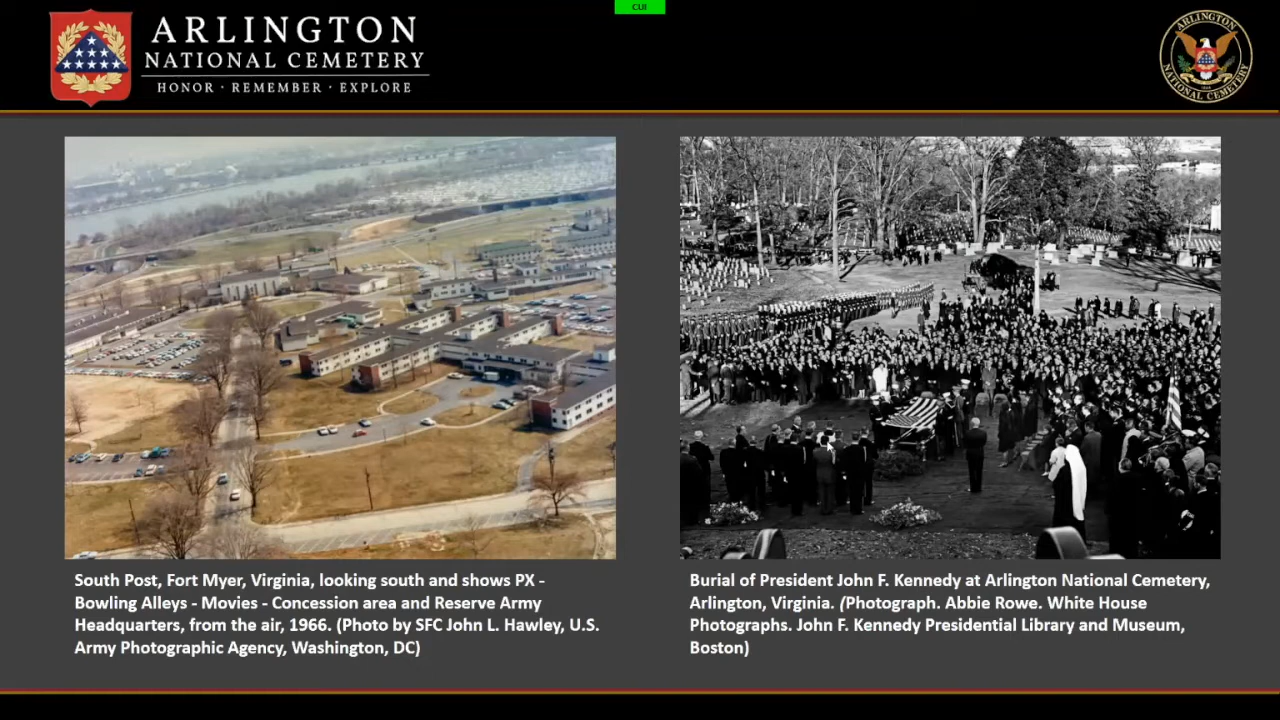 CUI
ARLINGTON
NATIONAL CEMETERY
HONOR · REMEMBER · EXPLORE
ARLINGTON
NATIONAL CEMETERY
South Post, Fort Myer, Virginia, looking south and shows PX -
Bowling Alleys - Movies - Concession area and Reserve Army
Headquarters, from the air, 1966. (Photo by SFC John L. Hawley, U.S.
Army Photographic Agency, Washington, DC)
Burial of President John F. Kennedy at Arlington National Cemetery,
Arlington, Virginia. (Photograph. Abbie Rowe. White House
Photographs. John F. Kennedy Presidential Library and Museum,
Boston)